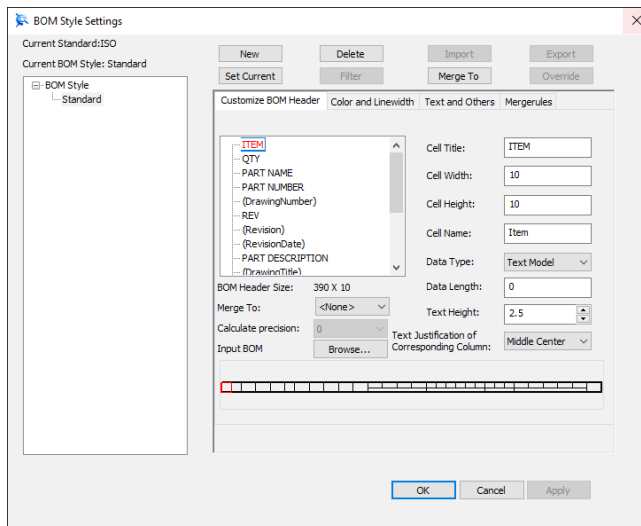 BOM Style Settings
Current Standard:ISO
Current BOM Style: Standard
BOM Style
Standard
New Delete Import Export
Set Current Filter Merge To Override
Customize BOM Header Color and Linewidth Text and Others Mergerules
ITEM
QTY
PART NAME
PART NUMBER
(DrawingNumber)
REV
(Revision)
(RevisionDate)
PART DESCRIPTION
(DrawingTitle)
Cell Title: ITEM
Cell Width: 10
Cell Height: 10
Cell Name: Item
Data Type: Text Model
BOM Header Size: 390 X 10
Data Length: 0
Merge To: <None>
Text Height: 2.5
Calculate precision: 0
Text Justification of
Corresponding Column: Middle Center
Input BOM Browse...
OK Cancel Apply